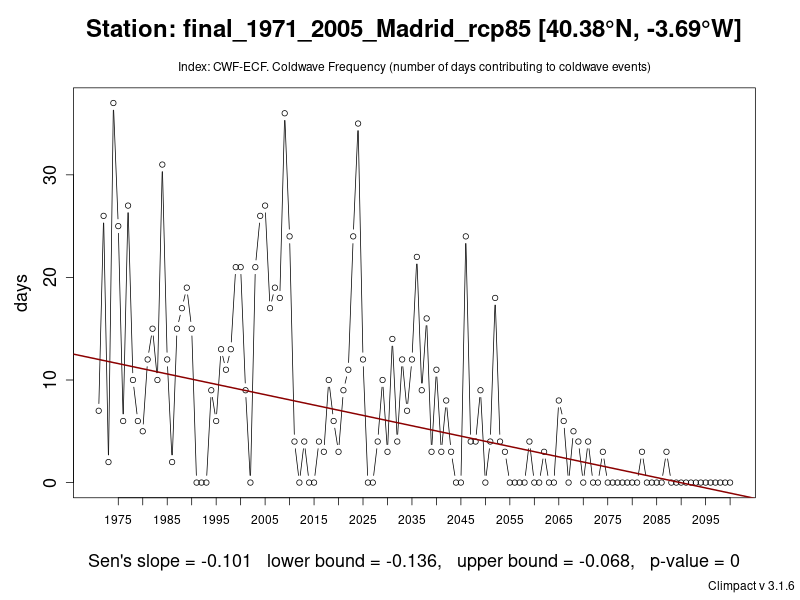 Station: final_1971_2005_Madrid_rcp85 [40.38°N, -3.69°W]
Index: CWF-ECF. Coldwave Frequency (number of days contributing to coldwave events)
days
30
20
10
0
1975 1985 1995 2005 2015 2025 2035 2045 2055 2065 2075 2085 2095
Sen's slope = -0.101 lower bound = -0.136, upper bound = -0.068, p-value = 0
Climpact v 3.1.6